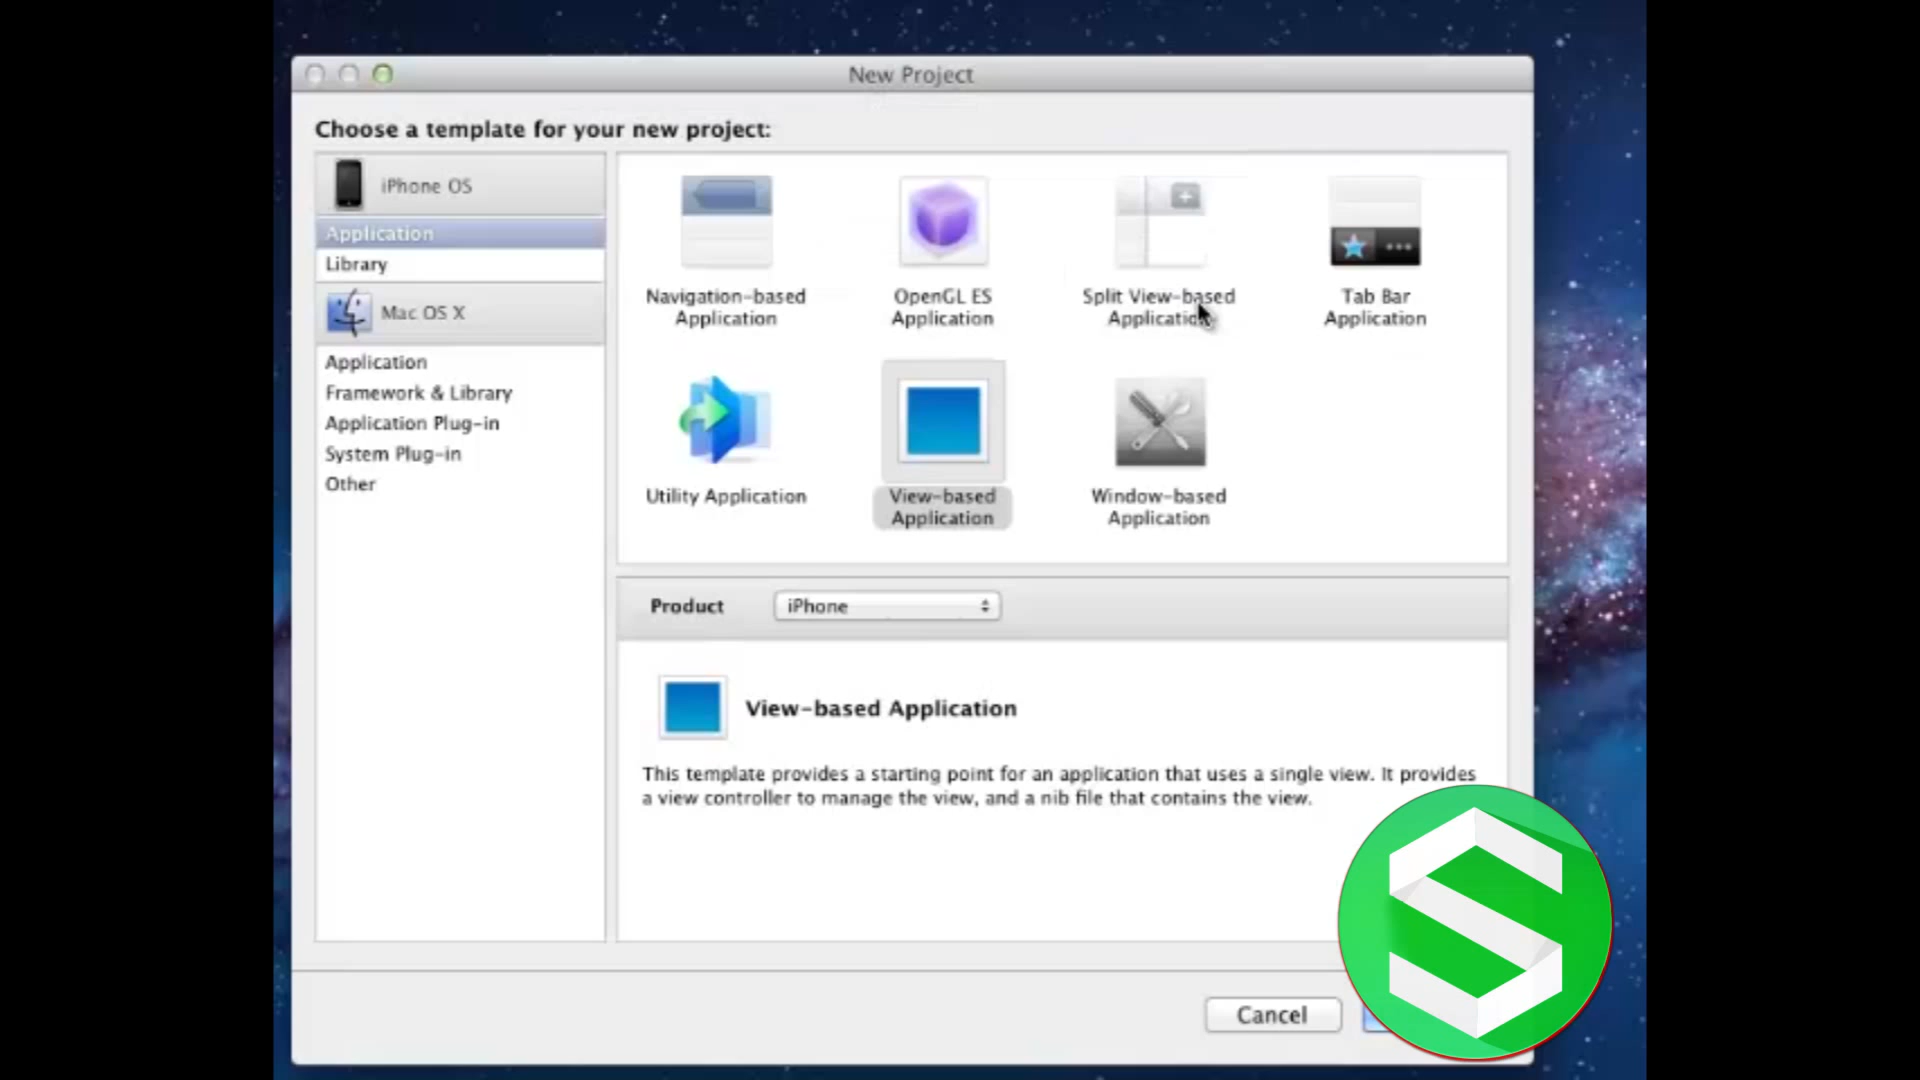 New Project
Choose a template for your new project:
iPhone OS
Application
Library
Mac OS X
Application
Framework & Library
Application Plug-in
System Plug-in
Other
Navigation-based
Application
OpenGL ES
Application
Split View-based
Application
Tab Bar
Application
Utility Application
View-based
Application
Window-based
Application
Product
iPhone
View-based Application
This template provides a starting point for an application that uses a single view. It provides
a view controller to manage the view, and a nib file that contains the view.
Cancel
S